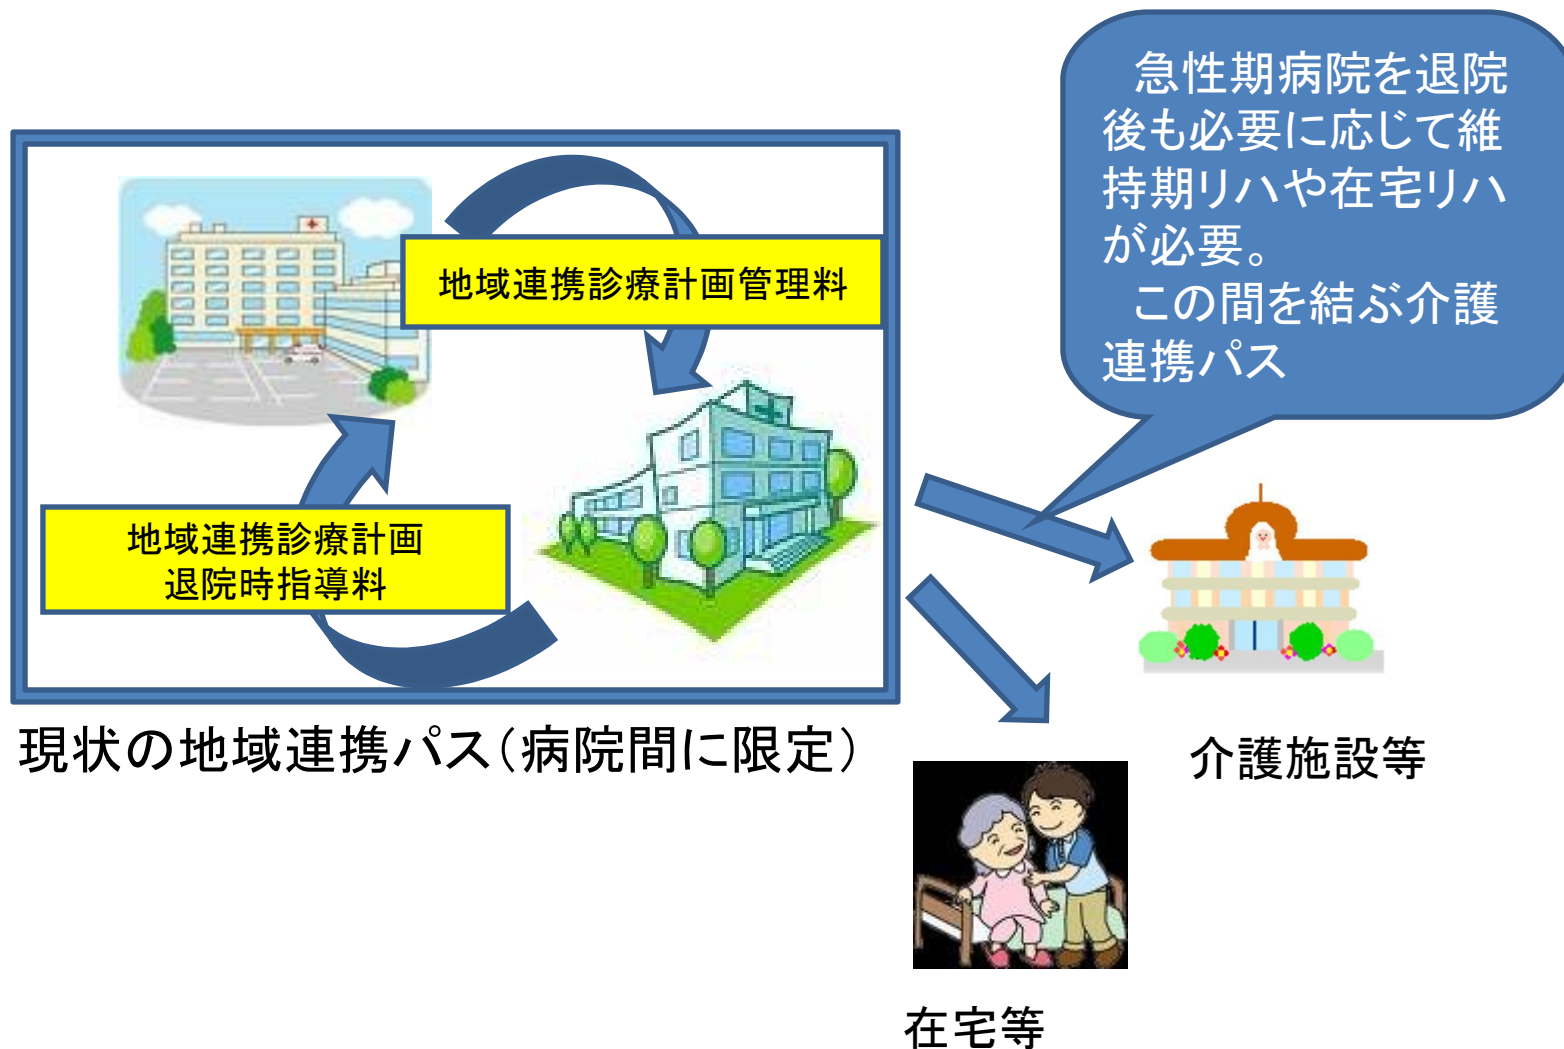 急性期病院を退院
後も必要に応じて維
持期リハや在宅リハ
が必要。
この間を結ぶ介護
連携パス
地域連携診療計画管理料
地域連携診療計画
退院時指導料
現状の地域連携パス（病院間に限定）
介護施設等
在宅等